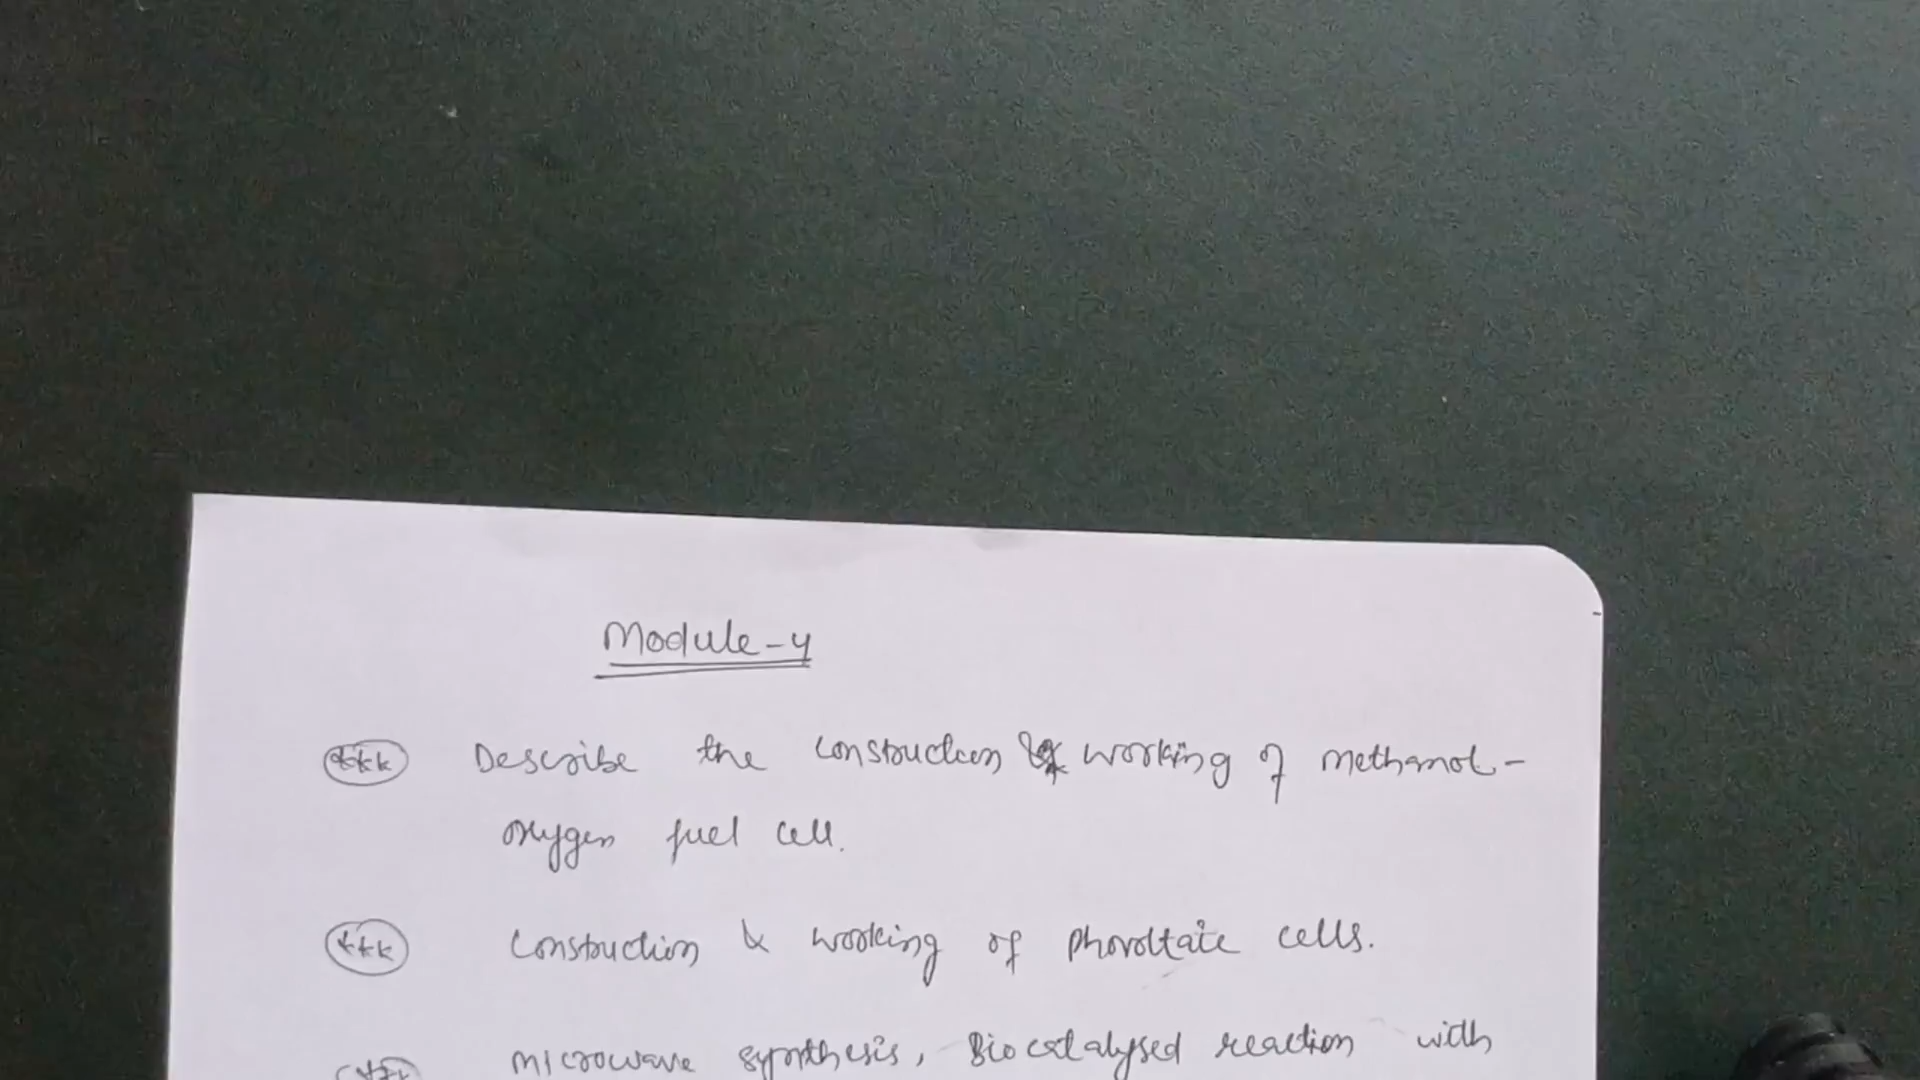 Module-4
*** Describe the construction & working of methanol-
oxygen fuel cell.
*** construction & working of phovoltaic cells.
*** microwave synthesis, Biocatalysed reaction with